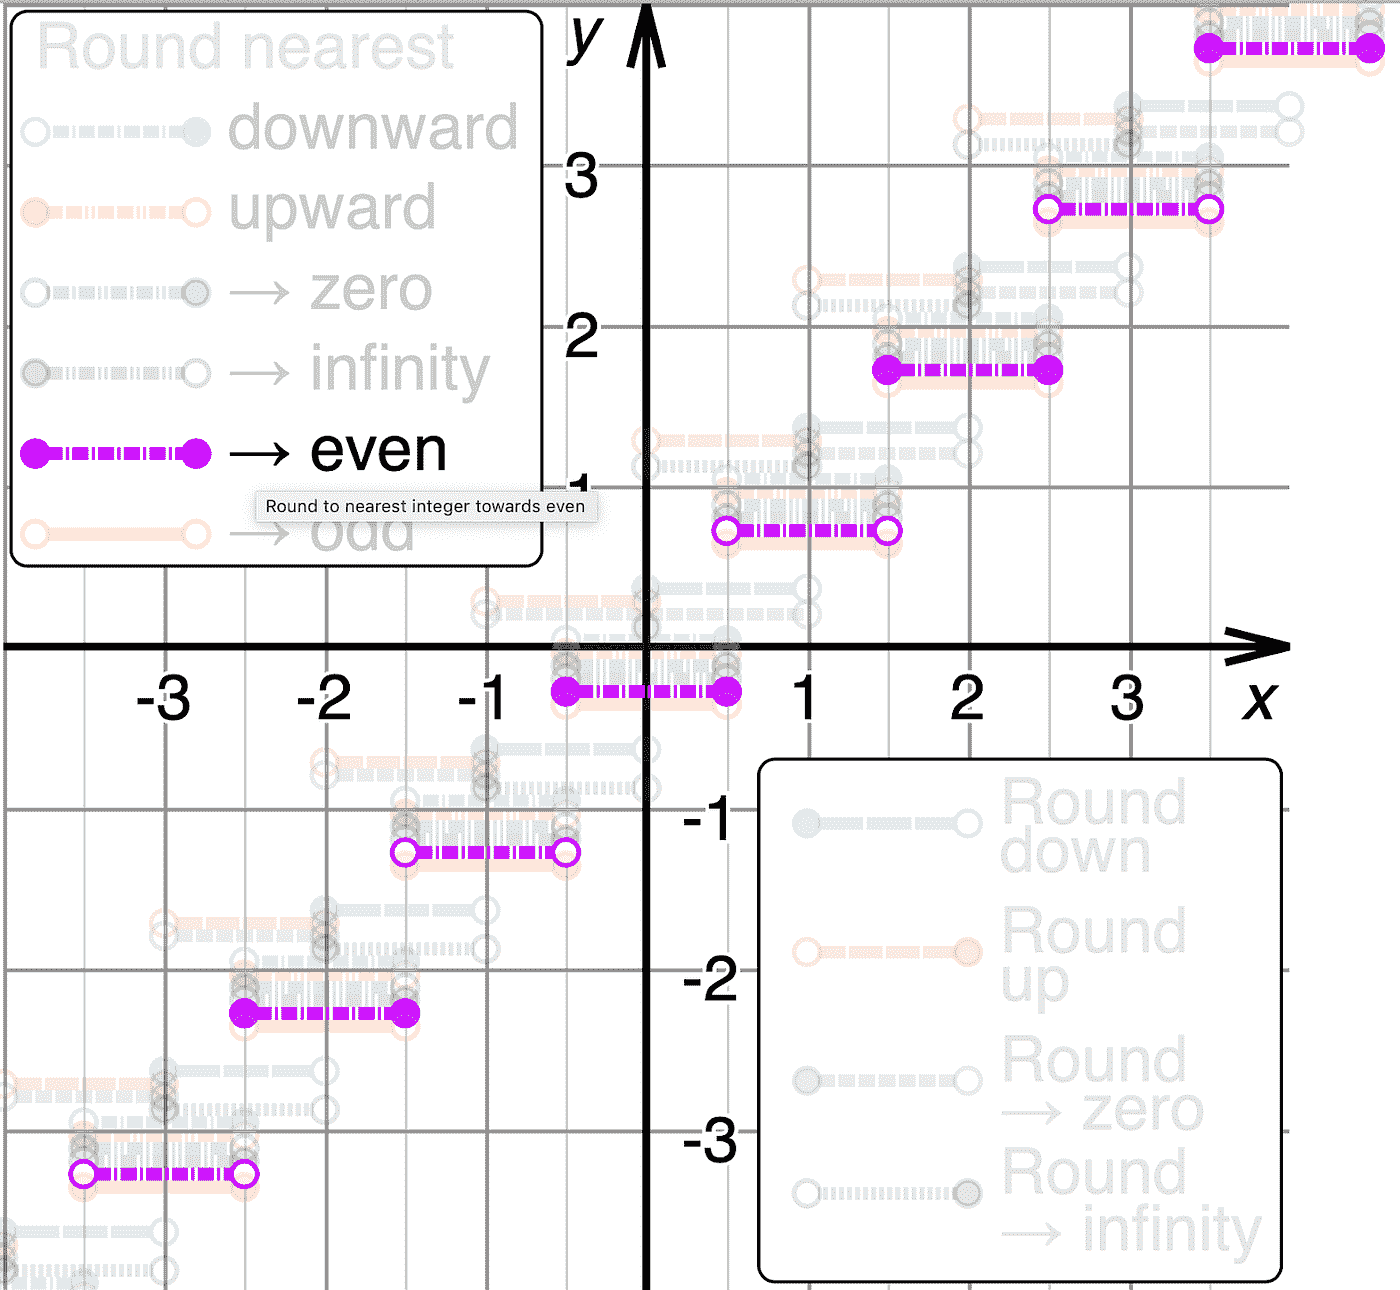 Round nearest
downward
upward
→ zero
→ infinity
→ even
Round to nearest integer towards even
→ odd
y
3
2
1
-3 -2 -1 1 2 3 x
-1
-2
-3
Round
down
Round
up
Round
→ zero
Round
→ infinity